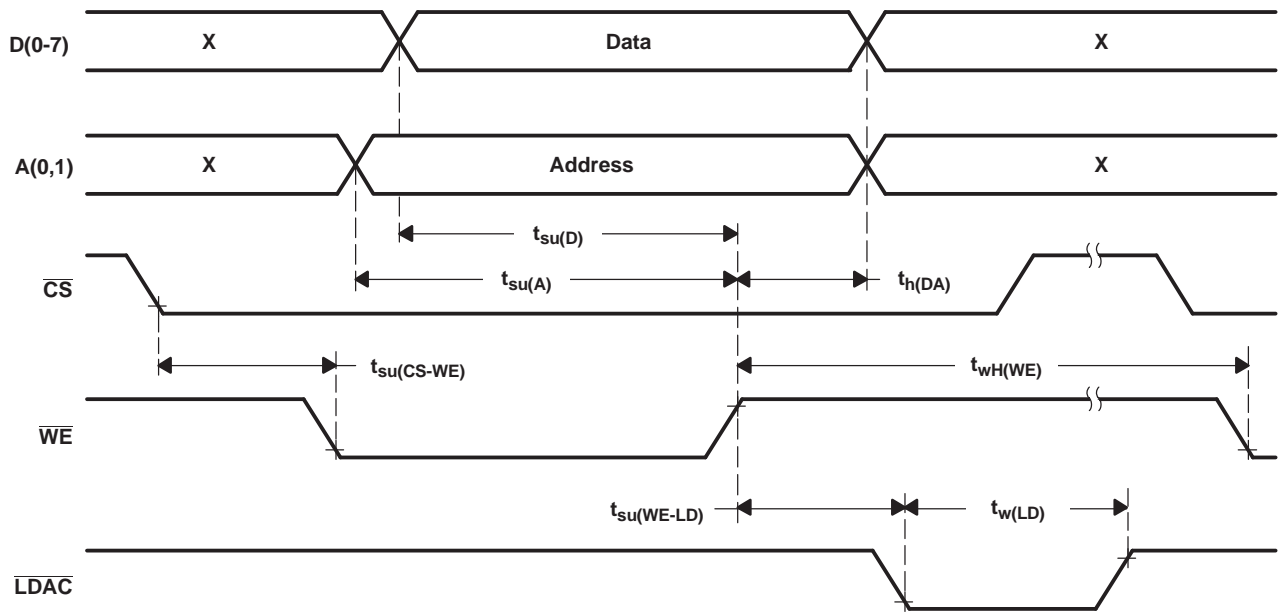 D(0-7) X Data X
A(0,1) X Address X
tsu(D)
CS tsu(A) th(DA)
tsu(CS-WE) twH(WE)
WE
tsu(WE-LD) tw(LD)
LDAC